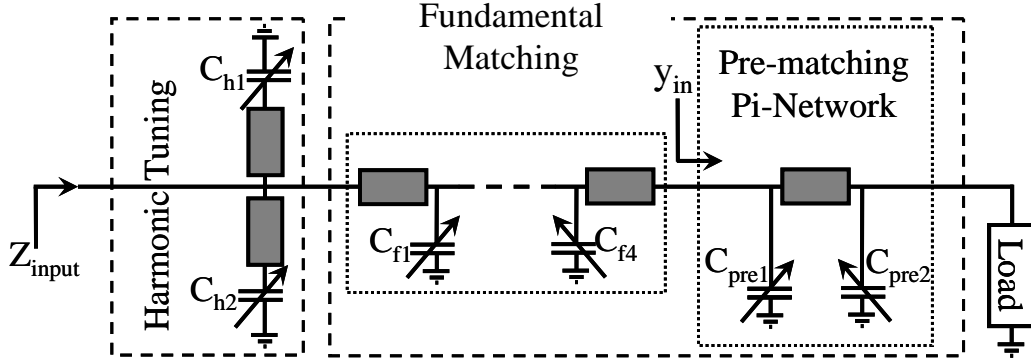 Fundamental
Matching
Pre-matching
Pi-Network
y_in
Harmonic Tuning
C_h1
C_h2
Z_input
C_f1
C_f4
C_pre1
C_pre2
Load